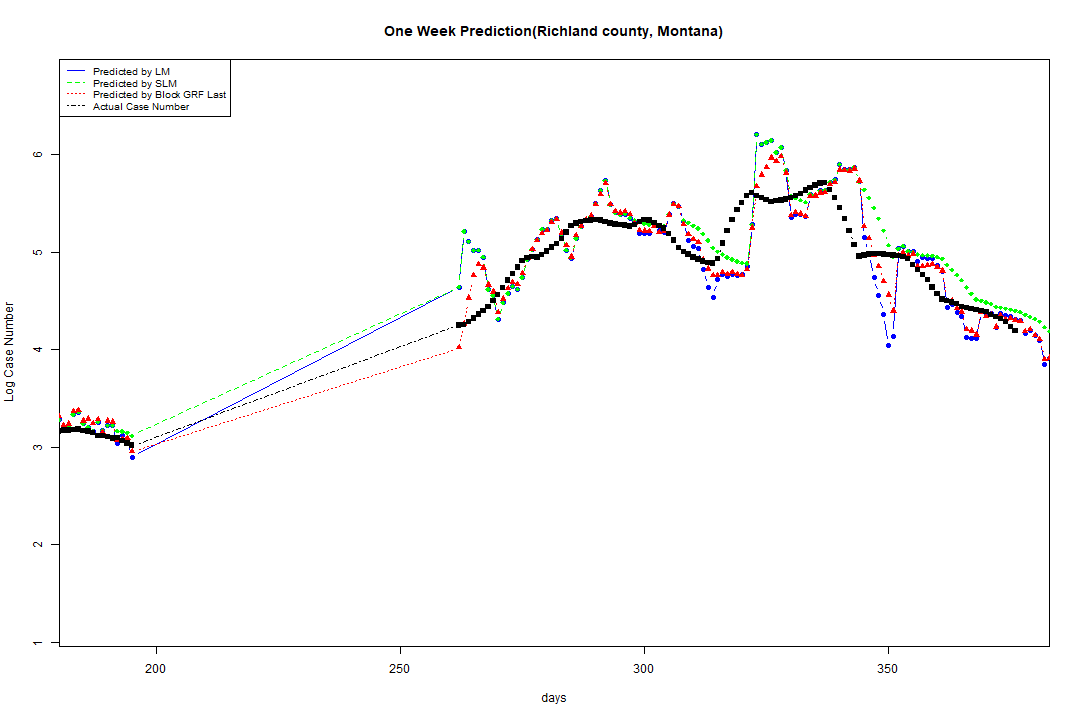 One Week Prediction(Richland county, Montana)
Predicted by LM
Predicted by SLM
Predicted by Block GRF Last
Actual Case Number
6
5
4
3
2
1
Log Case Number
200 250 300 350
days